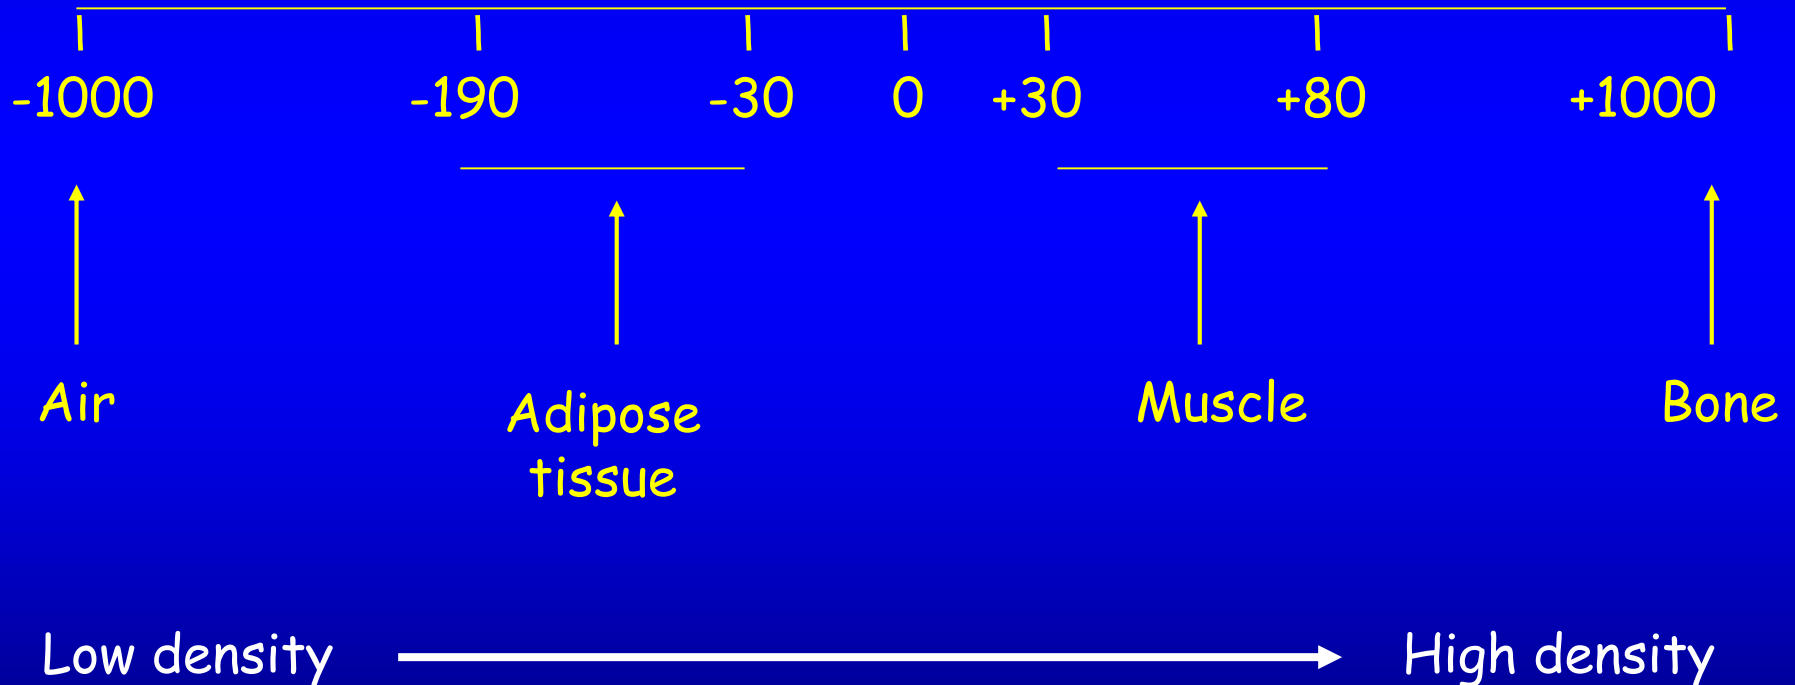 -1000 -190 -30 0 +30 +80 +1000
Air Adipose tissue Muscle Bone
Low density High density